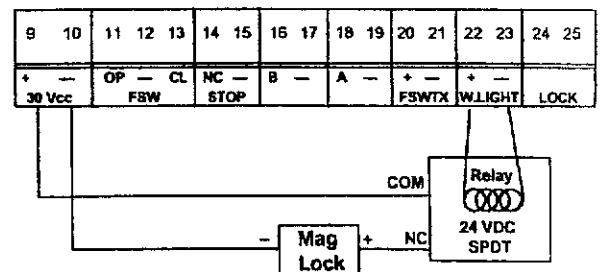 9 10 11 12 13 14 15 16 17 18 19 20 21 22 23 24 25
+ — OP — CL NC — B — A — + — + —
30 Vcc FSW STOP FSWTX W.LIGHT LOCK
COM Relay
24 VDC
- Mag + NC SPDT
Lock